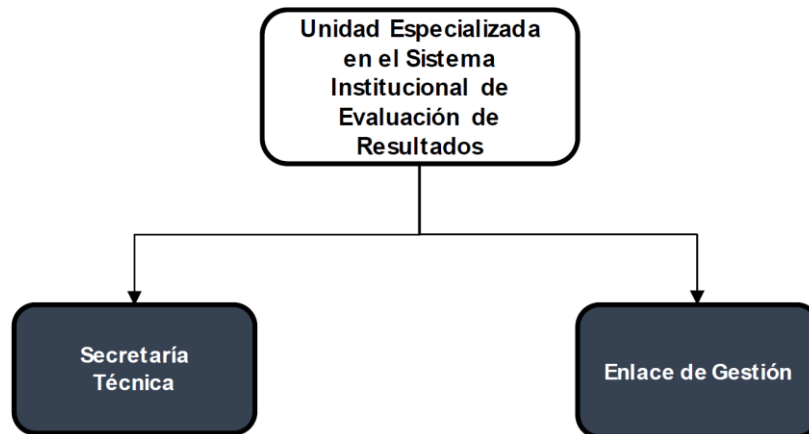 Unidad Especializada
en el Sistema
Institucional de
Evaluación de
Resultados
Secretaría
Técnica
Enlace de Gestión